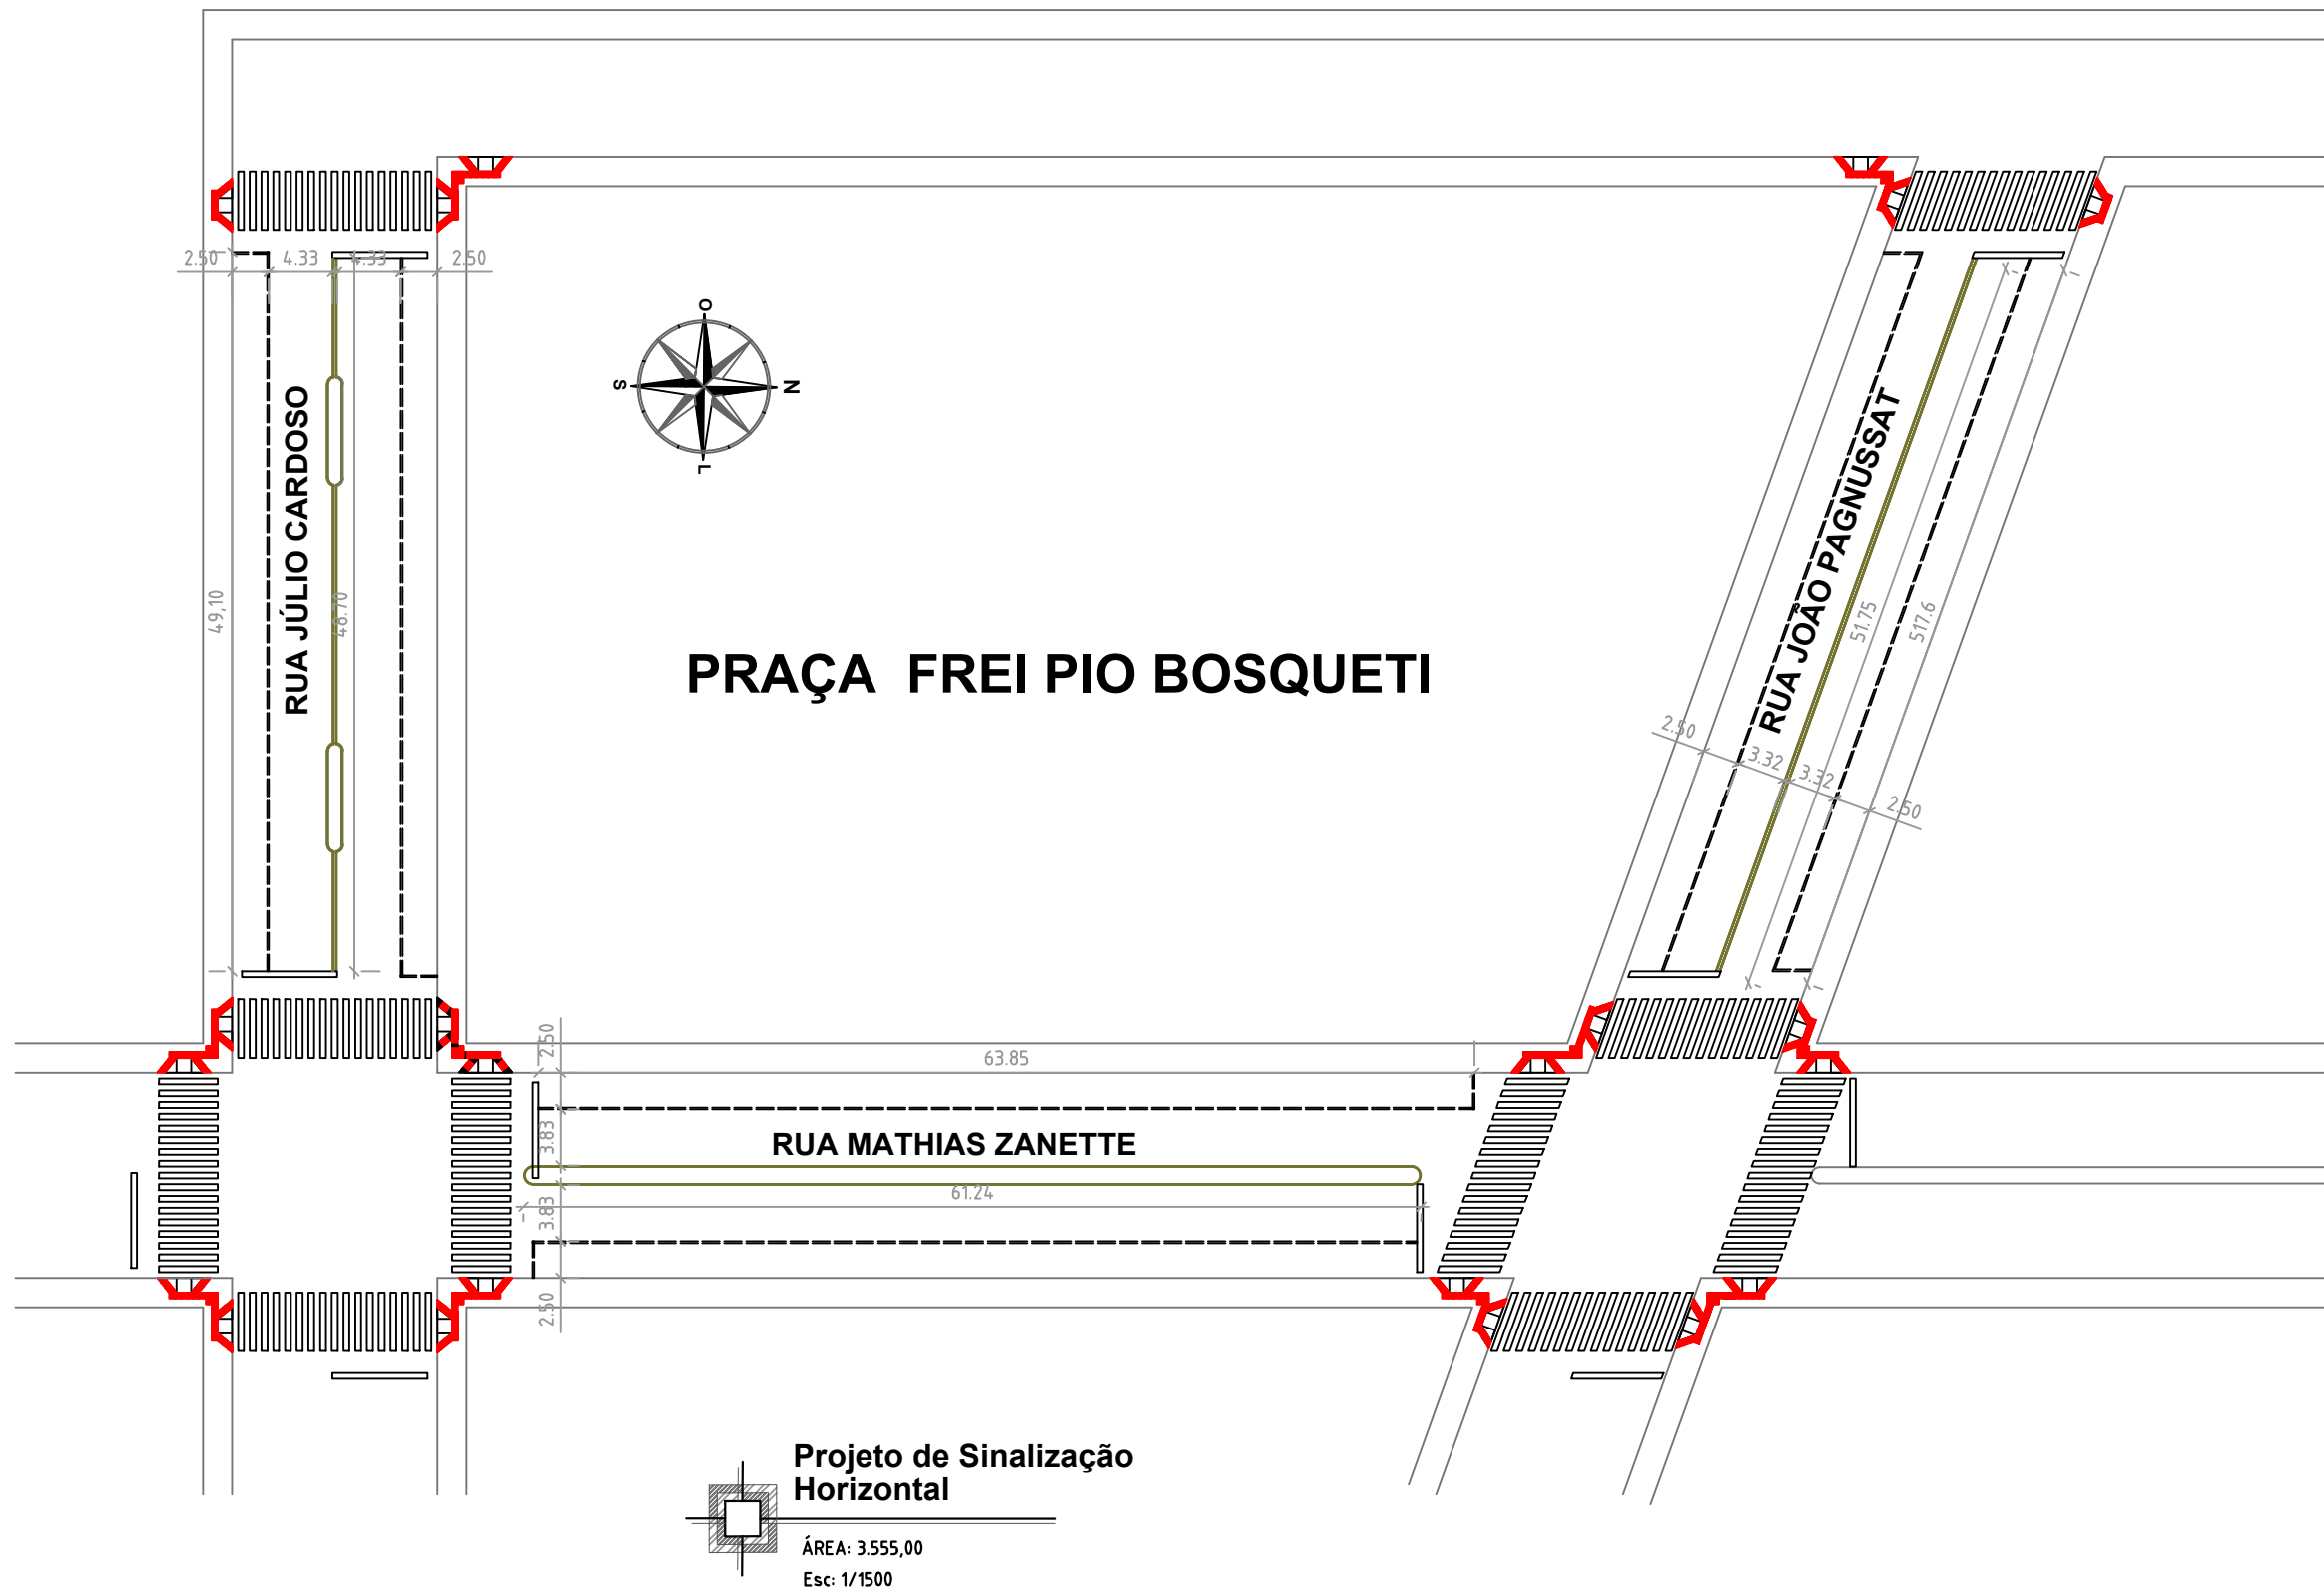 2.50
4.33
4.33
2.50
O
N
S
L
RUA JÚLIO CARDOSO
49,10
48.70
PRAÇA FREI PIO BOSQUETI
RUA JOÃO PAGNUSSAT
51.75
517.6
2.50
3.32
3.32
2.50
2.50
63.85
3.83
RUA MATHIAS ZANETTE
61.24
3.83
2.50
Projeto de Sinalização
Horizontal
ÁREA: 3.555,00
Esc: 1/1500